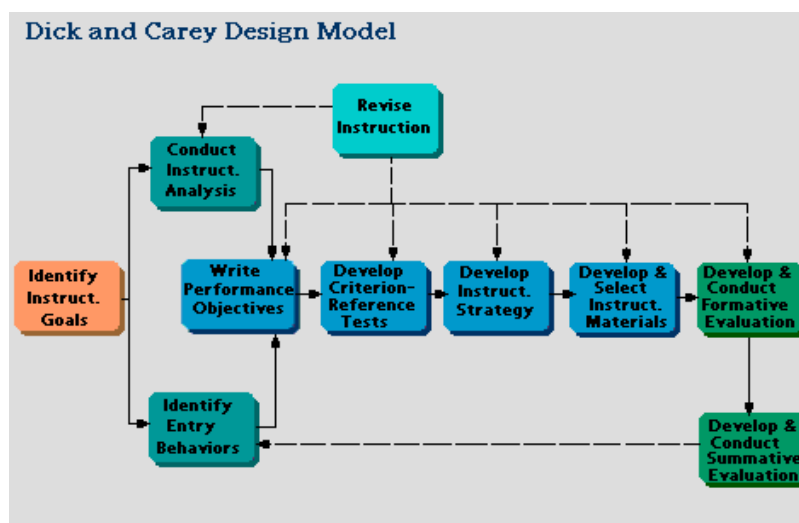 Dick and Carey Design Model
Revise
Instruction
Conduct
Instruct.
Analysis
Identify
Instruct.
Goals
Write
Performance
Objectives
Develop
Criterion-
Reference
Tests
Develop
Instruct.
Strategy
Develop &
Select
Instruct.
Materials
Develop &
Conduct
Formative
Evaluation
Identify
Entry
Behaviors
Develop &
Conduct
Summative
Evaluation